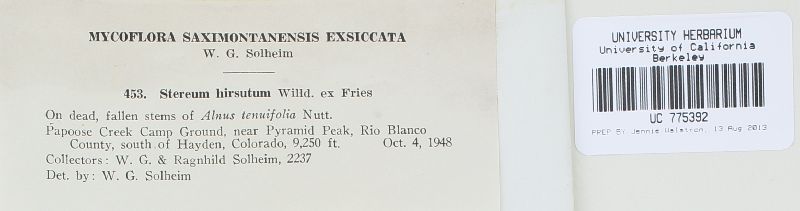 MYCOFLORA SAXIMONTANENSIS EXSICCATA
W. G. Solheim
453. Stereum hirsutum Willd. ex Fries
On dead, fallen stems of Alnus tenuifolia Nutt.
Papoose Creek Camp Ground, near Pyramid Peak, Rio Blanco
County, south of Hayden, Colorado, 9,250 ft. Oct. 4, 1948
Collectors: W. G. & Ragnhild Solheim, 2237
Det. by: W. G. Solheim
UNIVERSITY HERBARIUM
University of California
Berkeley
UC 775392
PREP BY Jennie Walstron, 13 Aug 2013